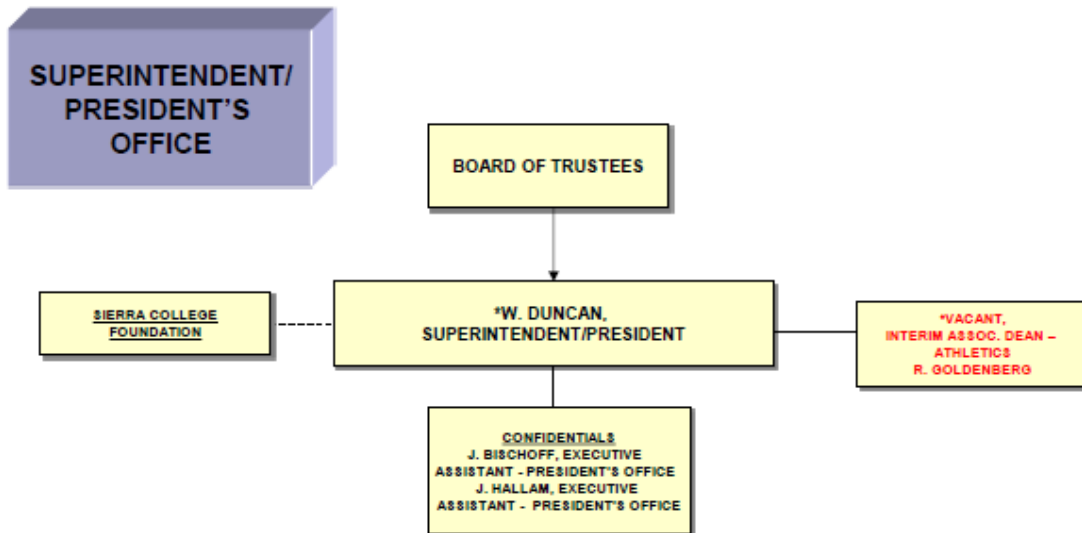 SUPERINTENDENT/
PRESIDENT'S
OFFICE
BOARD OF TRUSTEES
SIERRA COLLEGE
FOUNDATION
*W. DUNCAN,
SUPERINTENDENT/PRESIDENT
*VACANT,
INTERIM ASSOC. DEAN –
ATHLETICS
R. GOLDENBERG
CONFIDENTIALS
J. BISCHOFF, EXECUTIVE
ASSISTANT - PRESIDENT'S OFFICE
J. HALLAM, EXECUTIVE
ASSISTANT - PRESIDENT'S OFFICE